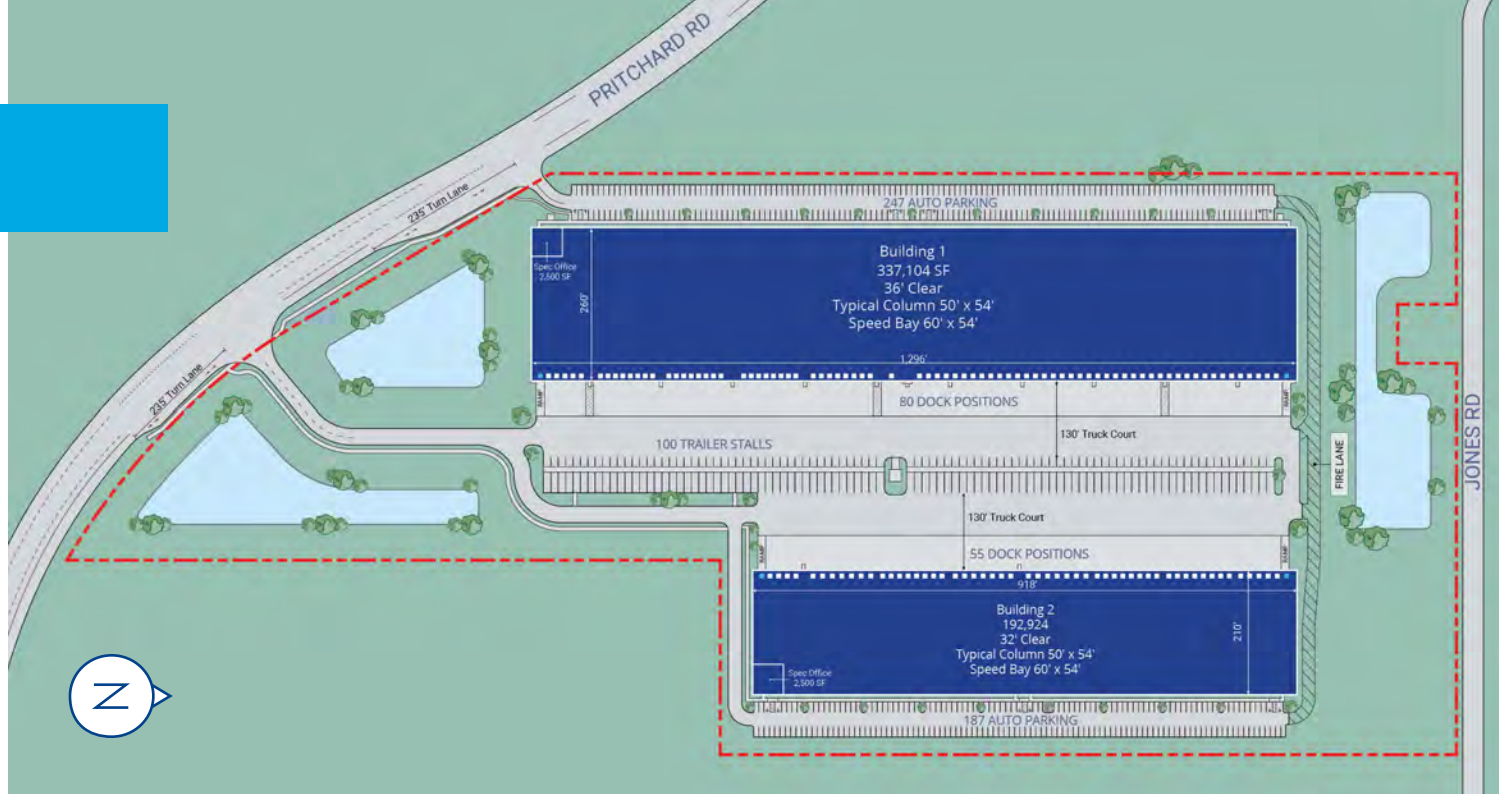 PRITCHARD RD
235' Turn Lane
247 AUTO PARKING
Building 1
337,104 SF
36' Clear
Typical Column 50' x 54'
Speed Bay 60' x 54'
Spec Office
2,500 SF
260'
1,296'
235' Turn Lane
RAMP
80 DOCK POSITIONS
RAMP
130' Truck Court
100 TRAILER STALLS
FIRE LANE
JONES RD
130' Truck Court
55 DOCK POSITIONS
RAMP
RAMP
918'
Building 2
192,924
32' Clear
Typical Column 50' x 54'
Speed Bay 60' x 54'
210'
Spec Office
2,500 SF
187 AUTO PARKING
N